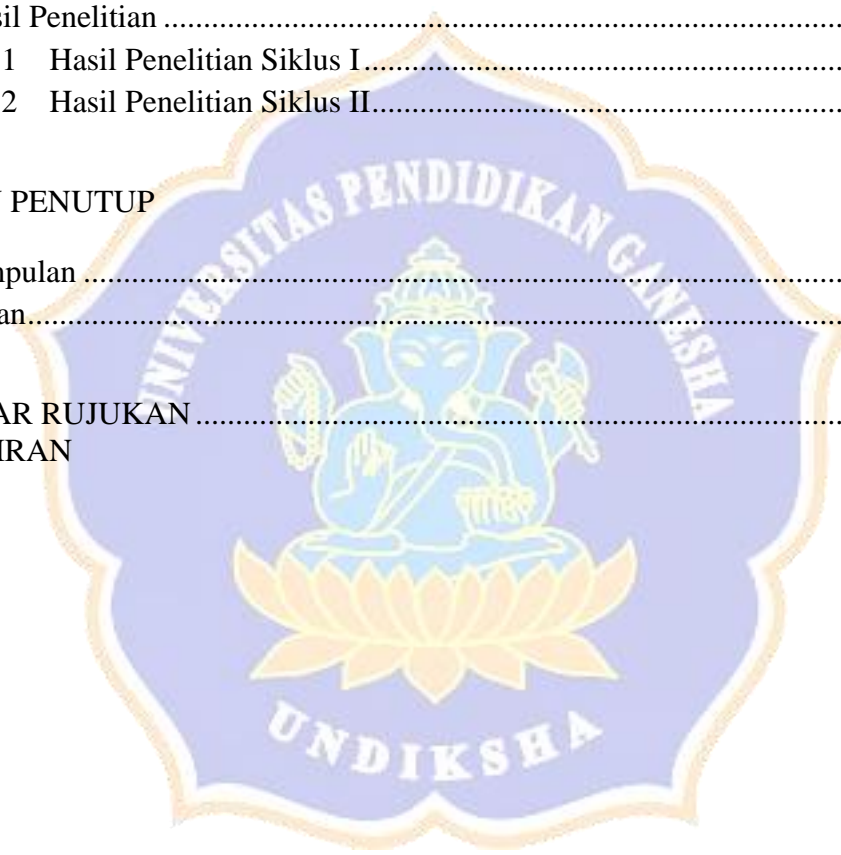 sil Penelitian ................................................................................
1 Hasil Penelitian Siklus I ................................................................
2 Hasil Penelitian Siklus II ...............................................................
PENUTUP
mpulan ................................................................................
an................................................................................
AR RUJUKAN ................................................................................
IRAN
UNIVERSITAS PENDIDIKAN GANESHA
UNDIKSHA